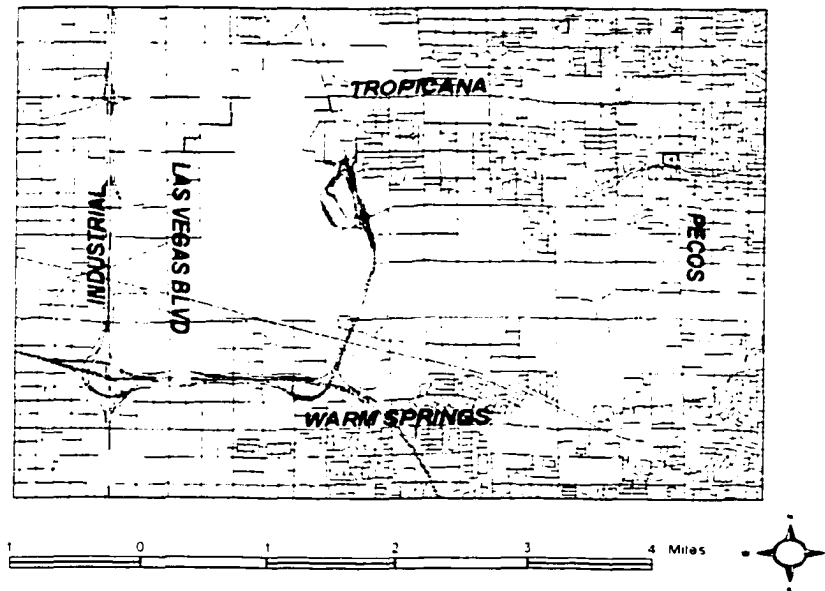 TROPICANA
INDUSTRIAL
LAS VEGAS BLVD
PECOS
WARM SPRINGS
1 0 1 2 3 4 Miles